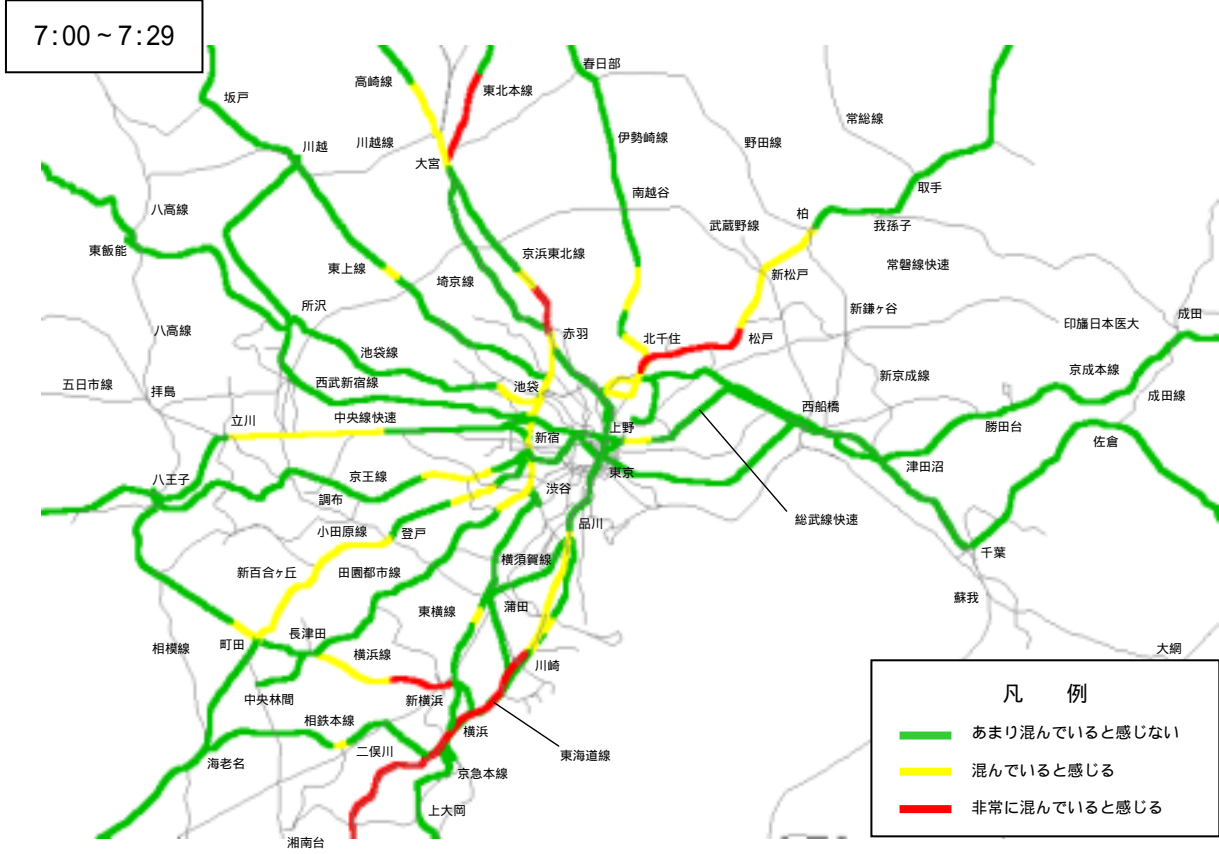 7:00~7:29
春日部
高崎線
東北本線
坂戸
常総線
川越
川越線
伊勢崎線
野田線
大宮
取手
南越谷
八高線
柏
武蔵野線
我孫子
東飯能
京浜東北線
東上線
常磐線快速
埼京線
新松戸
所沢
新鎌ヶ谷
成田
八高線
赤羽
北千住
松戸
印旛日本医大
池袋線
京成本線
五日市線
西武新宿線
池袋
新京成線
拝島
成田線
中央線快速
西船橋
立川
上野
勝田台
新宿
佐倉
東京
津田沼
八王子
京王線
渋谷
調布
総武線快速
品川
小田原線
登戸
千葉
横須賀線
新百合ヶ丘
田園都市線
蘇我
東横線
蒲田
長津田
町田
相模線
大網
横浜線
川崎
中央林間
新横浜
凡 例
相鉄本線
横浜
あまり混んでいると感じない
二俣川
東海道線
海老名
京急本線
混んでいると感じる
上大岡
非常に混んでいると感じる
湘南台